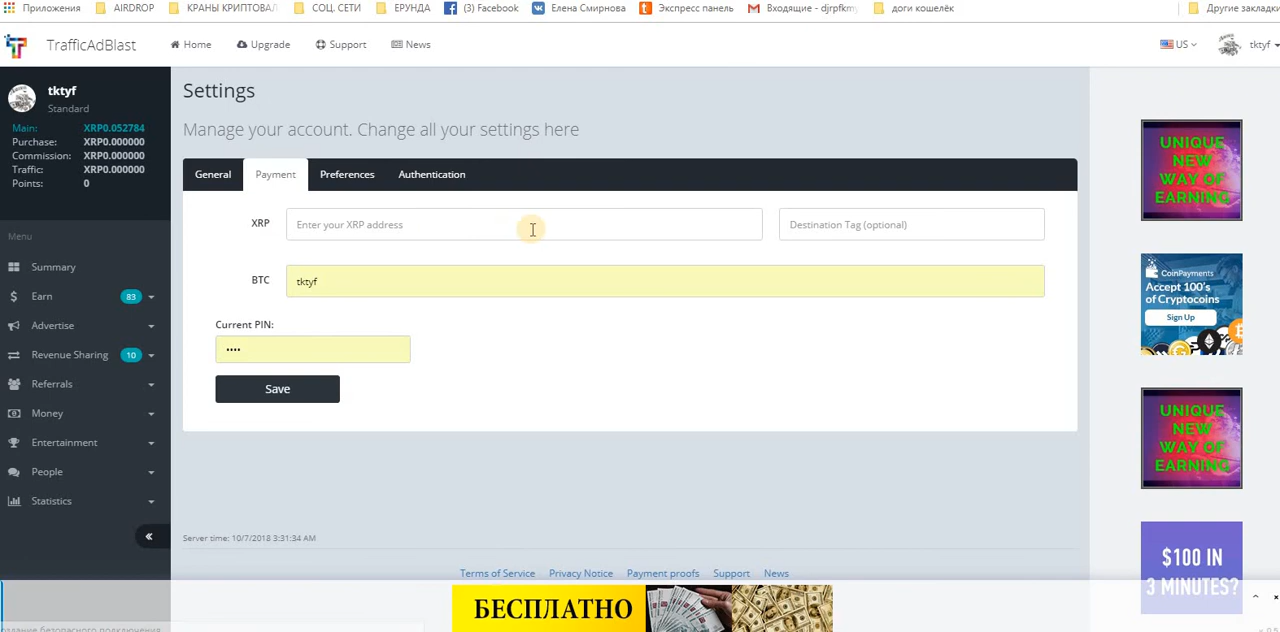 Приложения AIRDROP КРАНЫ КРИПТОВАЛ СОЦ. СЕТИ ЕРУНДА (3) Facebook Елена Смирнова Экспресс панель Входящие - djrpfkm доги кошелёк Другие закладки
TrafficAdBlast Home Upgrade Support News US tktyf
tktyf
Standard
Main: XRP0.052784
Purchase: XRP0.000000
Commission: XRP0.000000
Traffic: XRP0.000000
Points: 0
Menu
Summary
Earn 83
Advertise
Revenue Sharing 10
Referrals
Money
Entertainment
People
Statistics
«
Settings
Manage your account. Change all your settings here
General Payment Preferences Authentication
XRP Enter your XRP address Destination Tag (optional)
BTC tktyf
Current PIN:
••••
Save
Server time: 10/7/2018 3:31:34 AM
Terms of Service Privacy Notice Payment proofs Support News
БЕСПЛАТНО
UNIQUE
NEW
WAY OF
EARNING
CoinPayments
Accept 100's
of Cryptocoins
Sign Up
UNIQUE
NEW
WAY OF
EARNING
$100 IN
3 MINUTES?